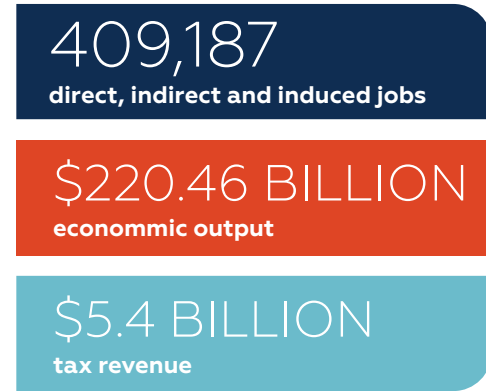 409,187
direct, indirect and induced jobs
$220.46 BILLION
econommic output
$5.4 BILLION
tax revenue